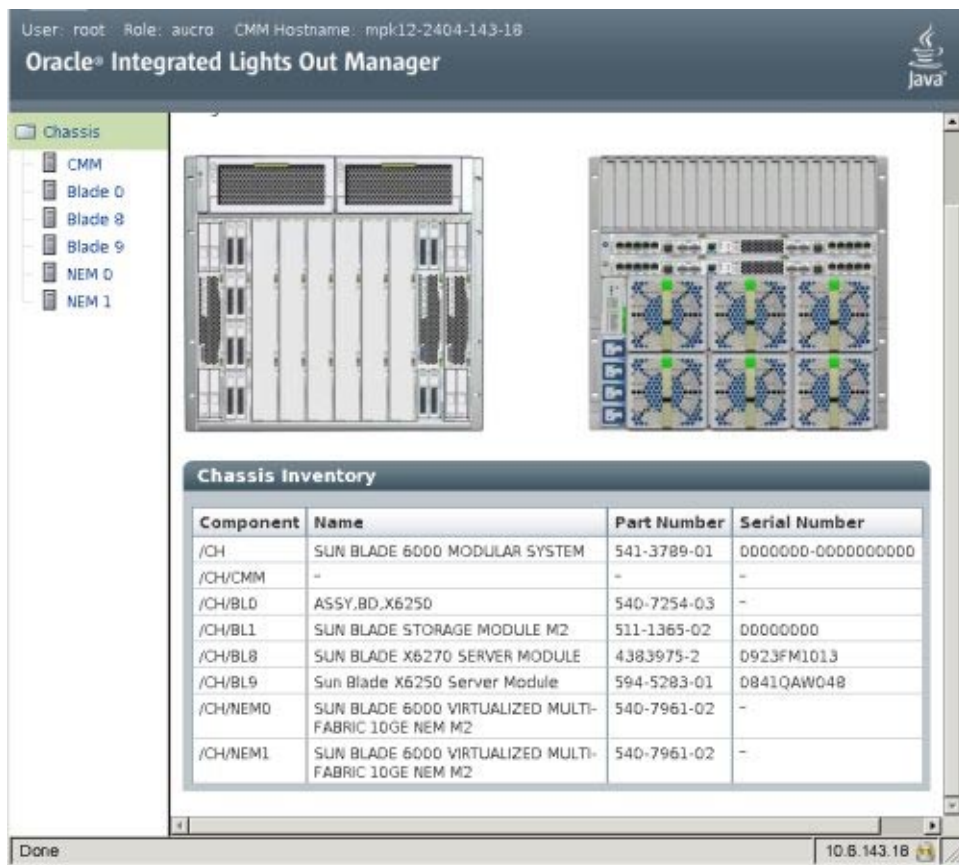 User: root Role: aucro CMM Hostname: mpk12-2404-143-18
Oracle® Integrated Lights Out Manager
Java
Chassis
CMM
Blade 0
Blade 8
Blade 9
NEM 0
NEM 1
Chassis Inventory
Component Name Part Number Serial Number
/CH SUN BLADE 6000 MODULAR SYSTEM 541-3789-01 0000000-0000000000
/CH/CMM - - -
/CH/BL0 ASSY,BD,X6250 540-7254-03 -
/CH/BL1 SUN BLADE STORAGE MODULE M2 511-1365-02 00000000
/CH/BL8 SUN BLADE X6270 SERVER MODULE 4383975-2 0923FM1013
/CH/BL9 Sun Blade X6250 Server Module 594-5283-01 0841QAW048
/CH/NEM0 SUN BLADE 6000 VIRTUALIZED MULTI-
FABRIC 10GE NEM M2 540-7961-02 -
/CH/NEM1 SUN BLADE 6000 VIRTUALIZED MULTI-
FABRIC 10GE NEM M2 540-7961-02 -
Done
10.6.143.18